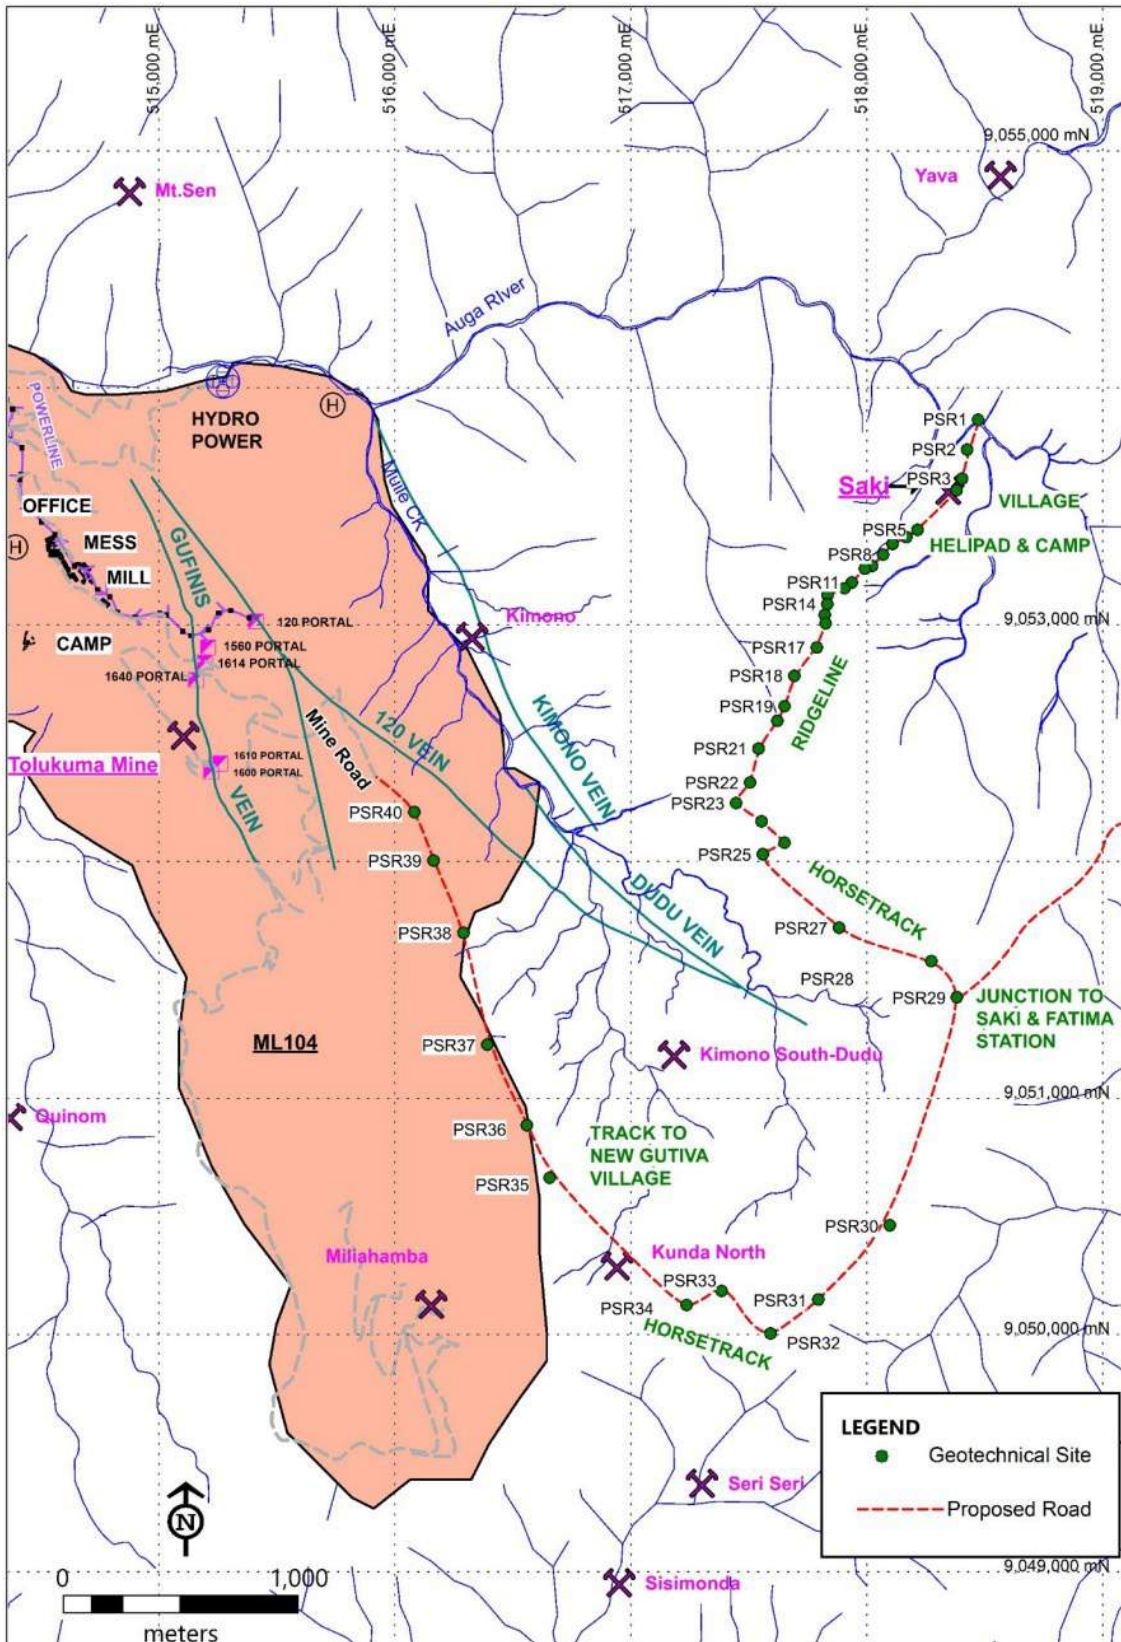 515,000 mE
516,000 mE
517,000 mE
518,000 mE
519,000 mE
9,055,000 mN
Mt.Sen
Yava
Auga RIver
POWERLINE
HYDRO
POWER
H
PSR1
PSR2
PSR3
Saki
VILLAGE
OFFICE
H
MESS
MILL
GUFINIS
Muile CK
PSR5
HELIPAD & CAMP
PSR8
PSR11
PSR14
CAMP
120 PORTAL
1560 PORTAL
1614 PORTAL
1640 PORTAL
Kimono
9,053,000 mN
PSR17
PSR18
PSR19
RIDGELINE
PSR21
PSR22
PSR23
KIMONO VEIN
120 VEIN
Mine Road
1610 PORTAL
1600 PORTAL
Tolukuma Mine
VEIN
PSR40
PSR39
PSR25
HORSETRACK
DUDU VEIN
PSR38
PSR27
PSR28
PSR29
JUNCTION TO
SAKI & FATIMA
STATION
ML104
PSR37
Kimono South-Dudu
9,051,000 mN
Quinom
PSR36
TRACK TO
NEW GUTIVA
VILLAGE
PSR35
PSR30
Miliahamba
Kunda North
PSR33
PSR34
PSR31
PSR32
HORSETRACK
9,050,000 mN
LEGEND
Geotechnical Site
Proposed Road
Seri Seri
N
Sisimonda
9,049,000 mN
0 1,000
meters